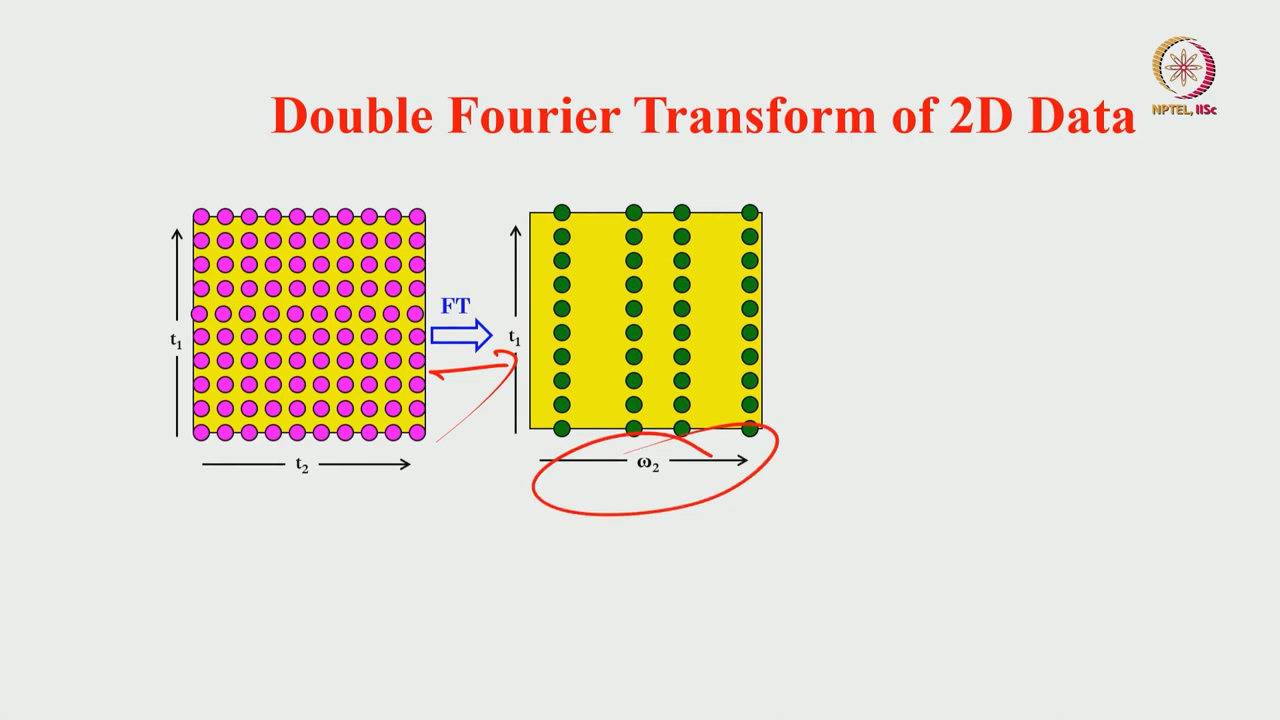 NPTEL, IISc
Double Fourier Transform of 2D Data
FT
t₁
t₁
t₂
ω₂